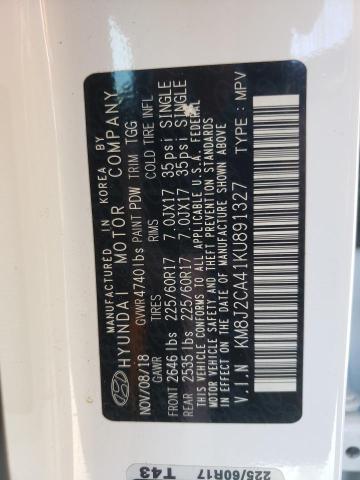 MANUFACTURED IN KOREA BY
HYUNDAI MOTOR COMPANY
NOV/08/18 GVWR 4740 lbs PAINT PDW TRIM TGG
GAWR TIRES RIMS COLD TIRE INFL
FRONT 2646 lbs 225/60R17 7.0JX17 35psi SINGLE
REAR 2535 lbs 225/60R17 7.0JX17 35psi SINGLE
THIS VEHICLE CONFORMS TO ALL APPLICABLE U.S.A. FEDERAL
MOTOR VEHICLE SAFETY AND THEFT PREVENTION STANDARDS
IN EFFECT ON THE DATE OF MANUFACTURE SHOWN ABOVE.
V.I.N KM8J2CA41KU891327 TYPE: MPV
225/60R17
T43